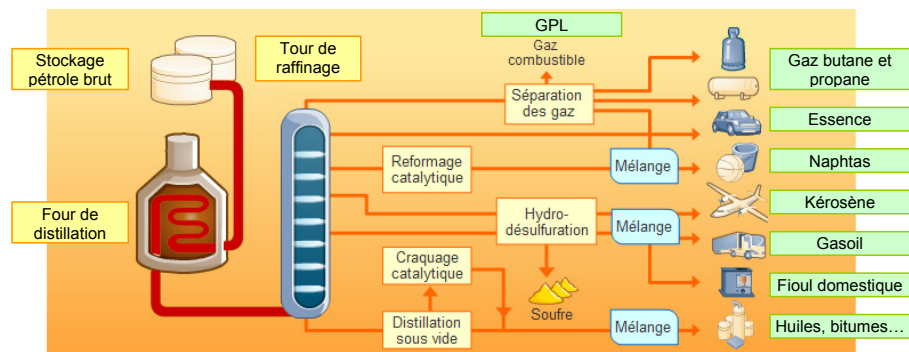 GPL
Gaz
combustible
Stockage
pétrole brut
Tour de
raffinage
Gaz butane et
propane
Séparation
des gaz
Essence
Reformage
catalytique
Mélange
Naphtas
Four de
distillation
Hydro-
désulfuration
Mélange
Kérosène
Gasoil
Craquage
catalytique
Soufre
Fioul domestique
Distillation
sous vide
Mélange
Huiles, bitumes…